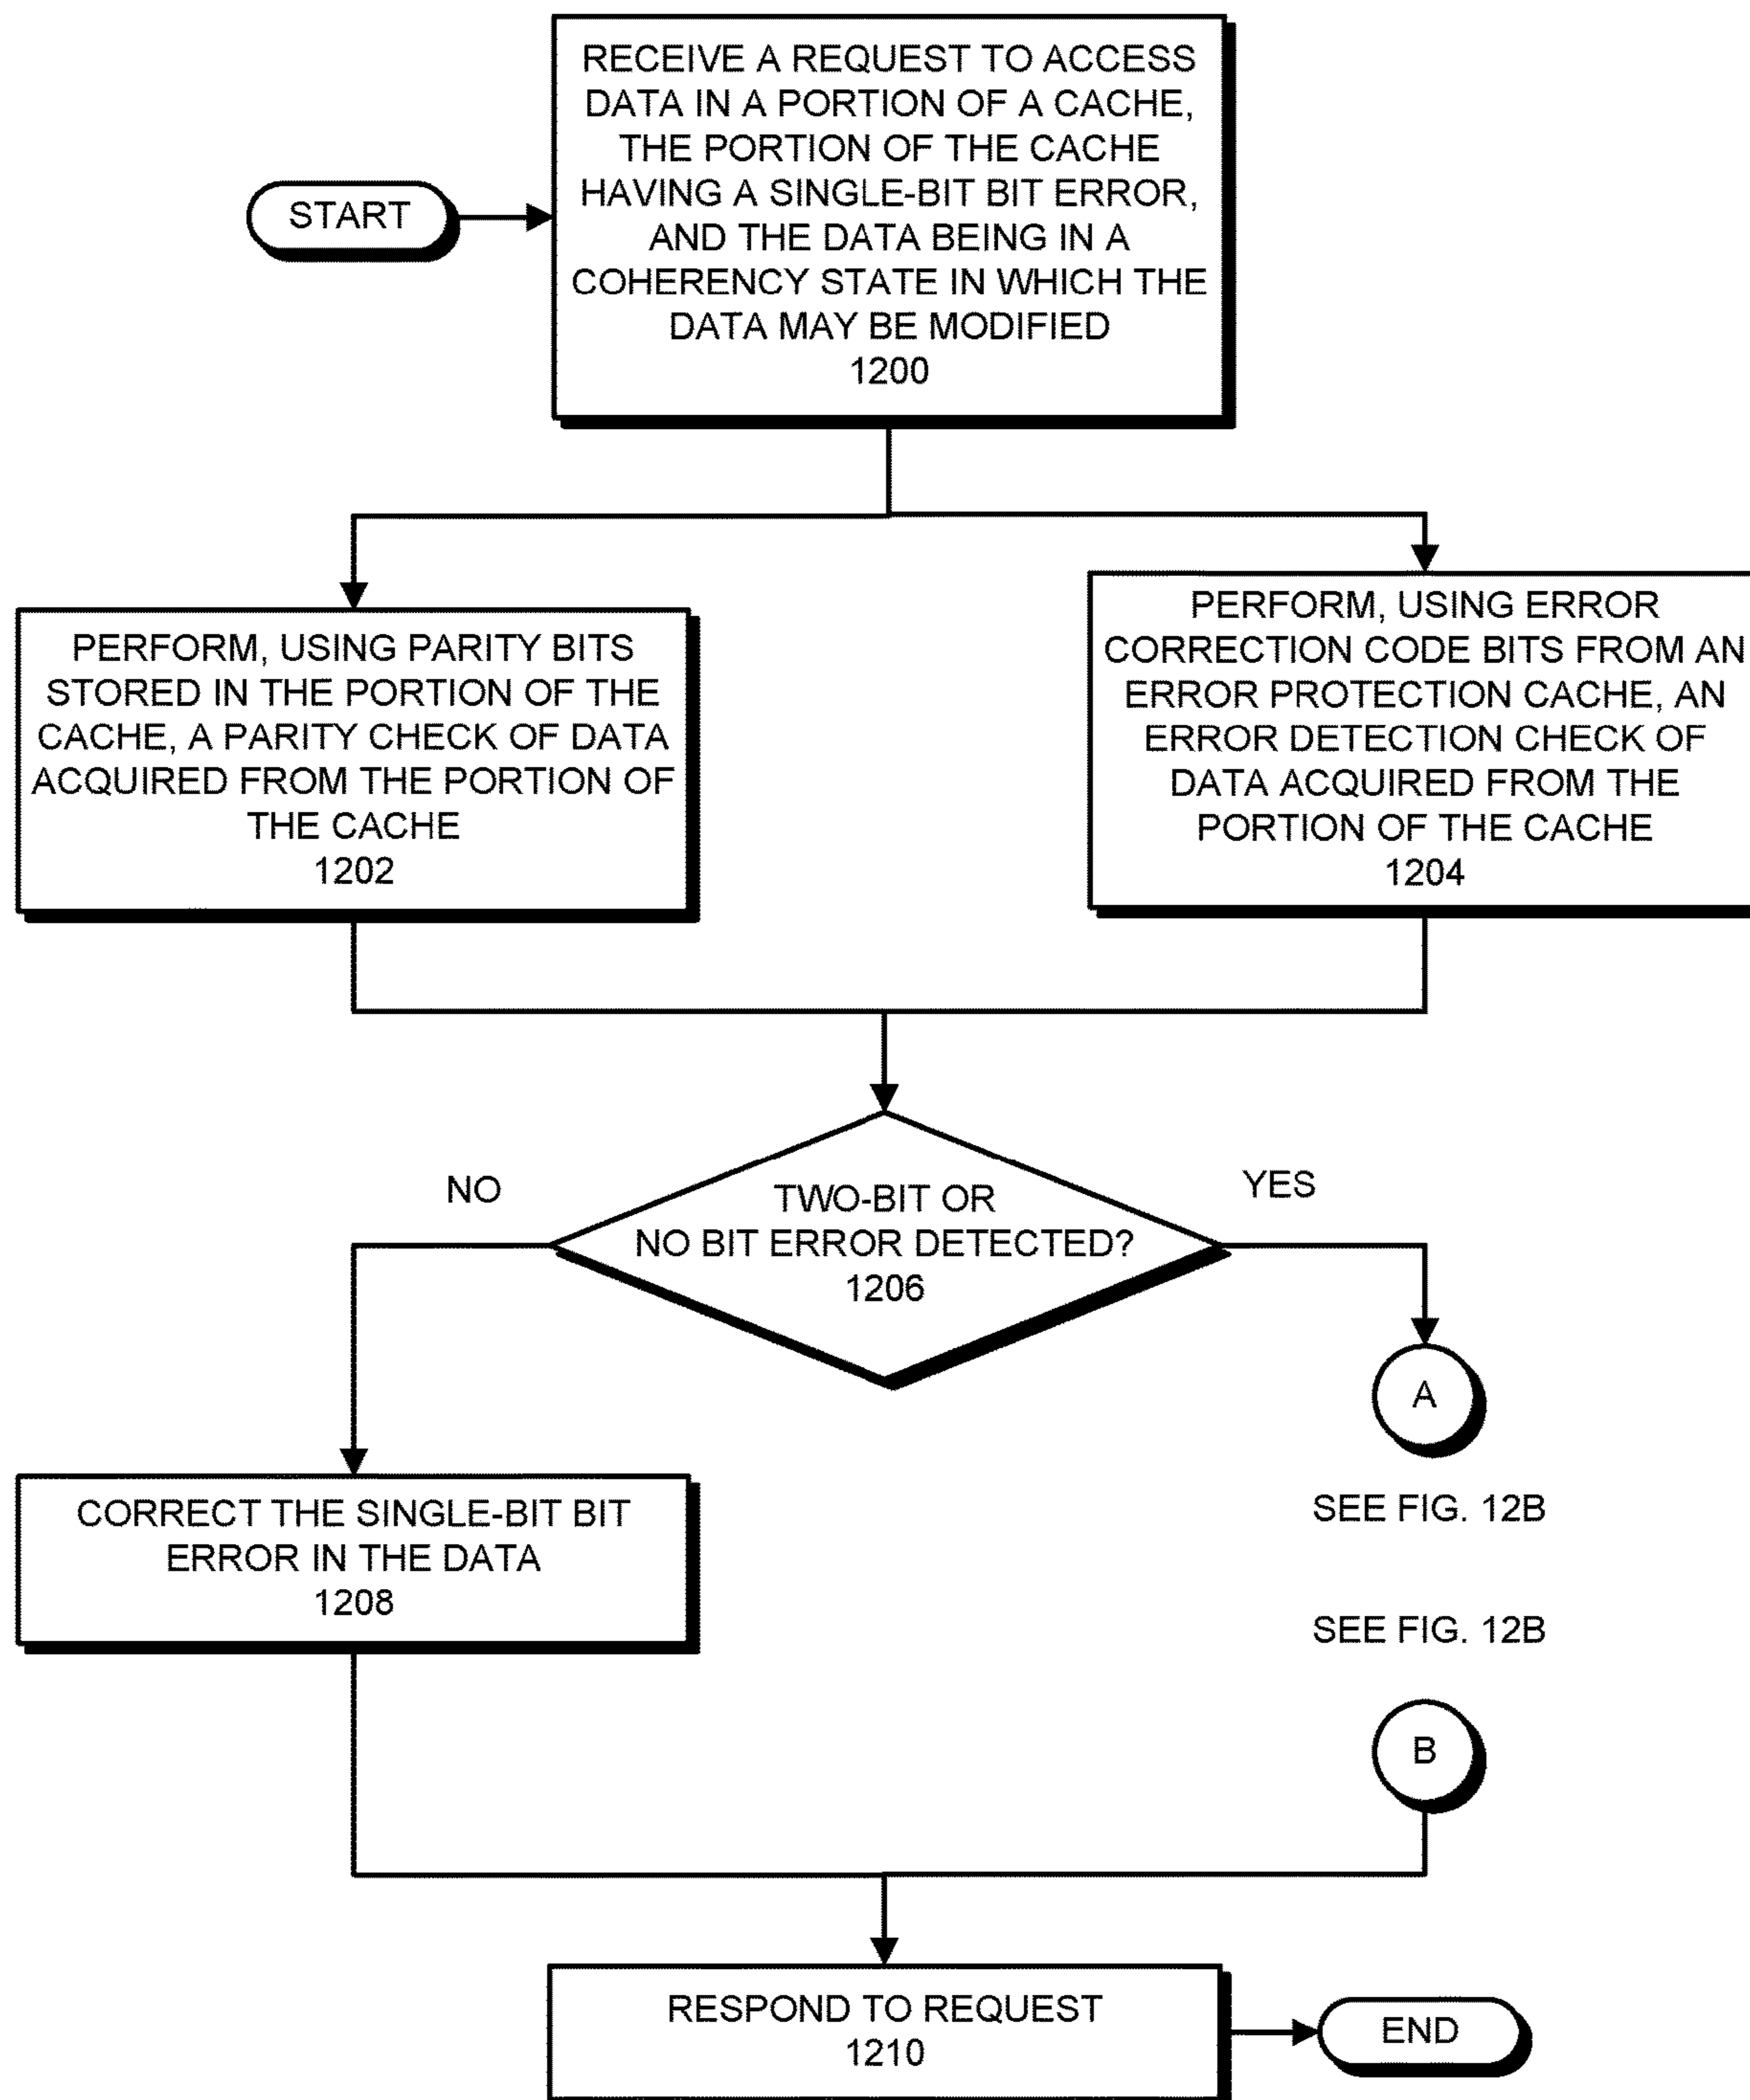 START
RECEIVE A REQUEST TO ACCESS
DATA IN A PORTION OF A CACHE,
THE PORTION OF THE CACHE
HAVING A SINGLE-BIT BIT ERROR,
AND THE DATA BEING IN A
COHERENCY STATE IN WHICH THE
DATA MAY BE MODIFIED
1200
PERFORM, USING PARITY BITS
STORED IN THE PORTION OF THE
CACHE, A PARITY CHECK OF DATA
ACQUIRED FROM THE PORTION OF
THE CACHE
1202
PERFORM, USING ERROR
CORRECTION CODE BITS FROM AN
ERROR PROTECTION CACHE, AN
ERROR DETECTION CHECK OF
DATA ACQUIRED FROM THE
PORTION OF THE CACHE
1204
TWO-BIT OR
NO BIT ERROR DETECTED?
1206
NO
YES
A
SEE FIG. 12B
CORRECT THE SINGLE-BIT BIT
ERROR IN THE DATA
1208
SEE FIG. 12B
B
RESPOND TO REQUEST
1210
END